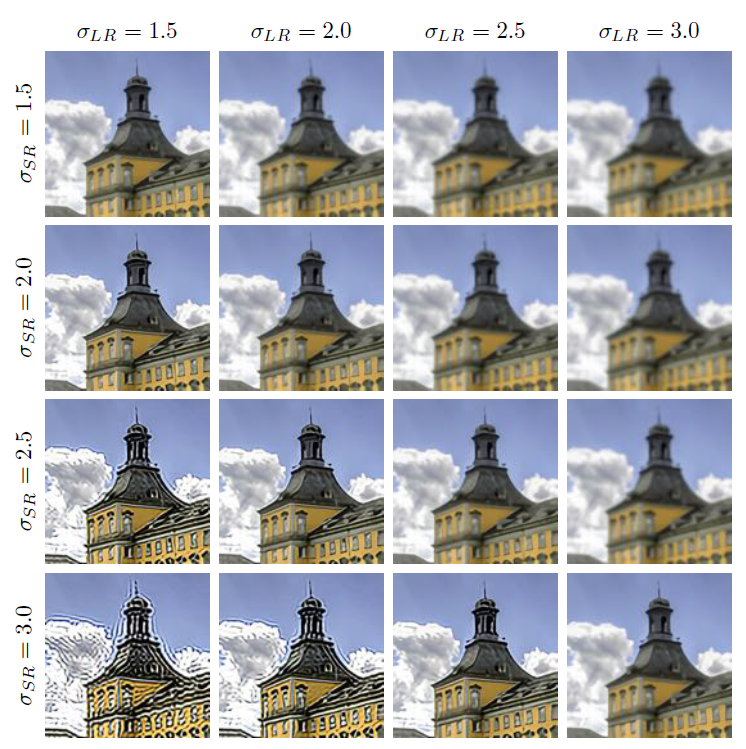 σ_LR = 1.5 σ_LR = 2.0 σ_LR = 2.5 σ_LR = 3.0
σ_SR = 1.5
σ_SR = 2.0
σ_SR = 2.5
σ_SR = 3.0